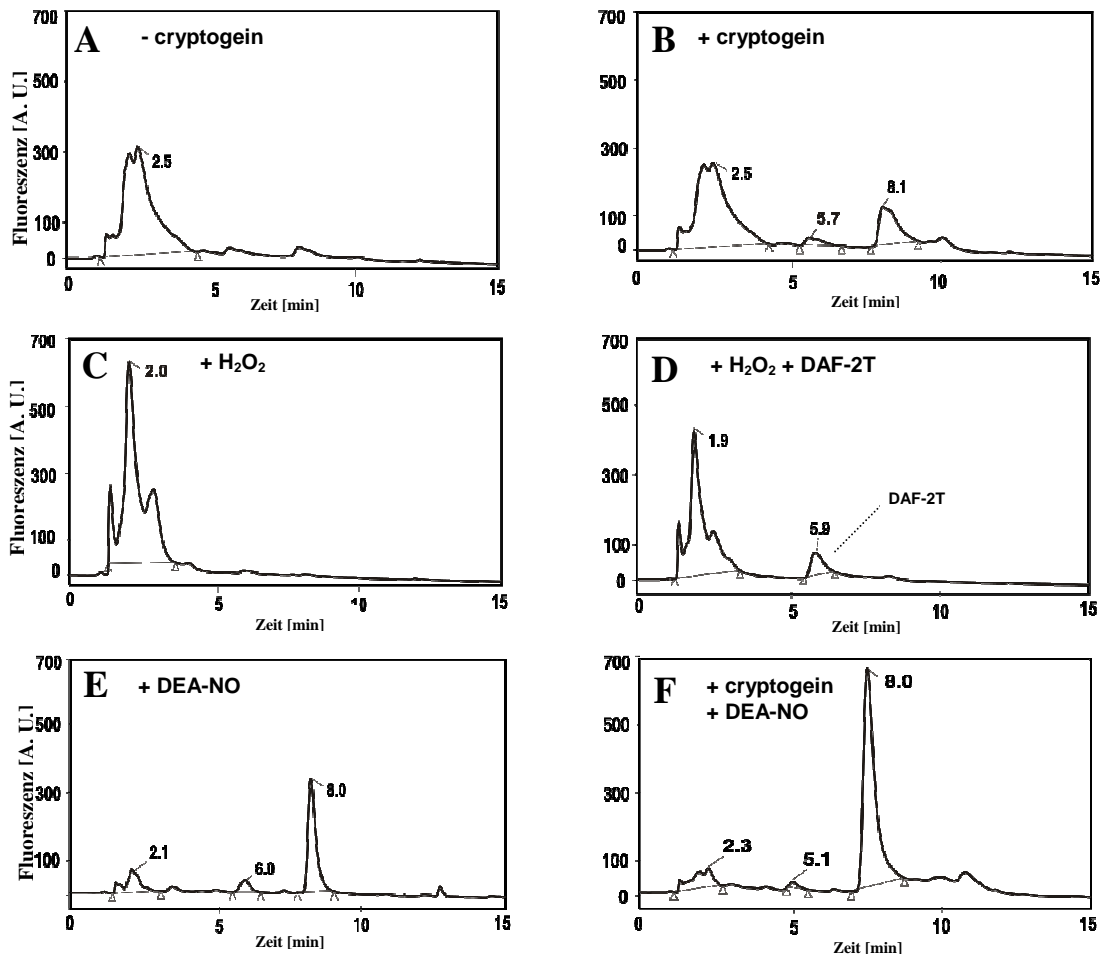 A - cryptogein
700
500
300
100
0
Fluoreszenz [A. U.]
2.5
0 5 10 15
Zeit [min]
B + cryptogein
700
500
300
100
0
2.5
5.7
8.1
0 5 10 15
Zeit [min]
C + H₂O₂
700
500
300
100
0
Fluoreszenz [A. U.]
2.0
0 5 10 15
Zeit [min]
D + H₂O₂ + DAF-2T
700
500
300
100
0
1.9
5.9
DAF-2T
0 5 10 15
Zeit [min]
E + DEA-NO
700
500
300
100
0
Fluoreszenz [A. U.]
2.1
6.0
8.0
0 5 10 15
Zeit [min]
F + cryptogein
+ DEA-NO
700
500
300
100
0
2.3
5.1
8.0
0 5 10 15
Zeit [min]